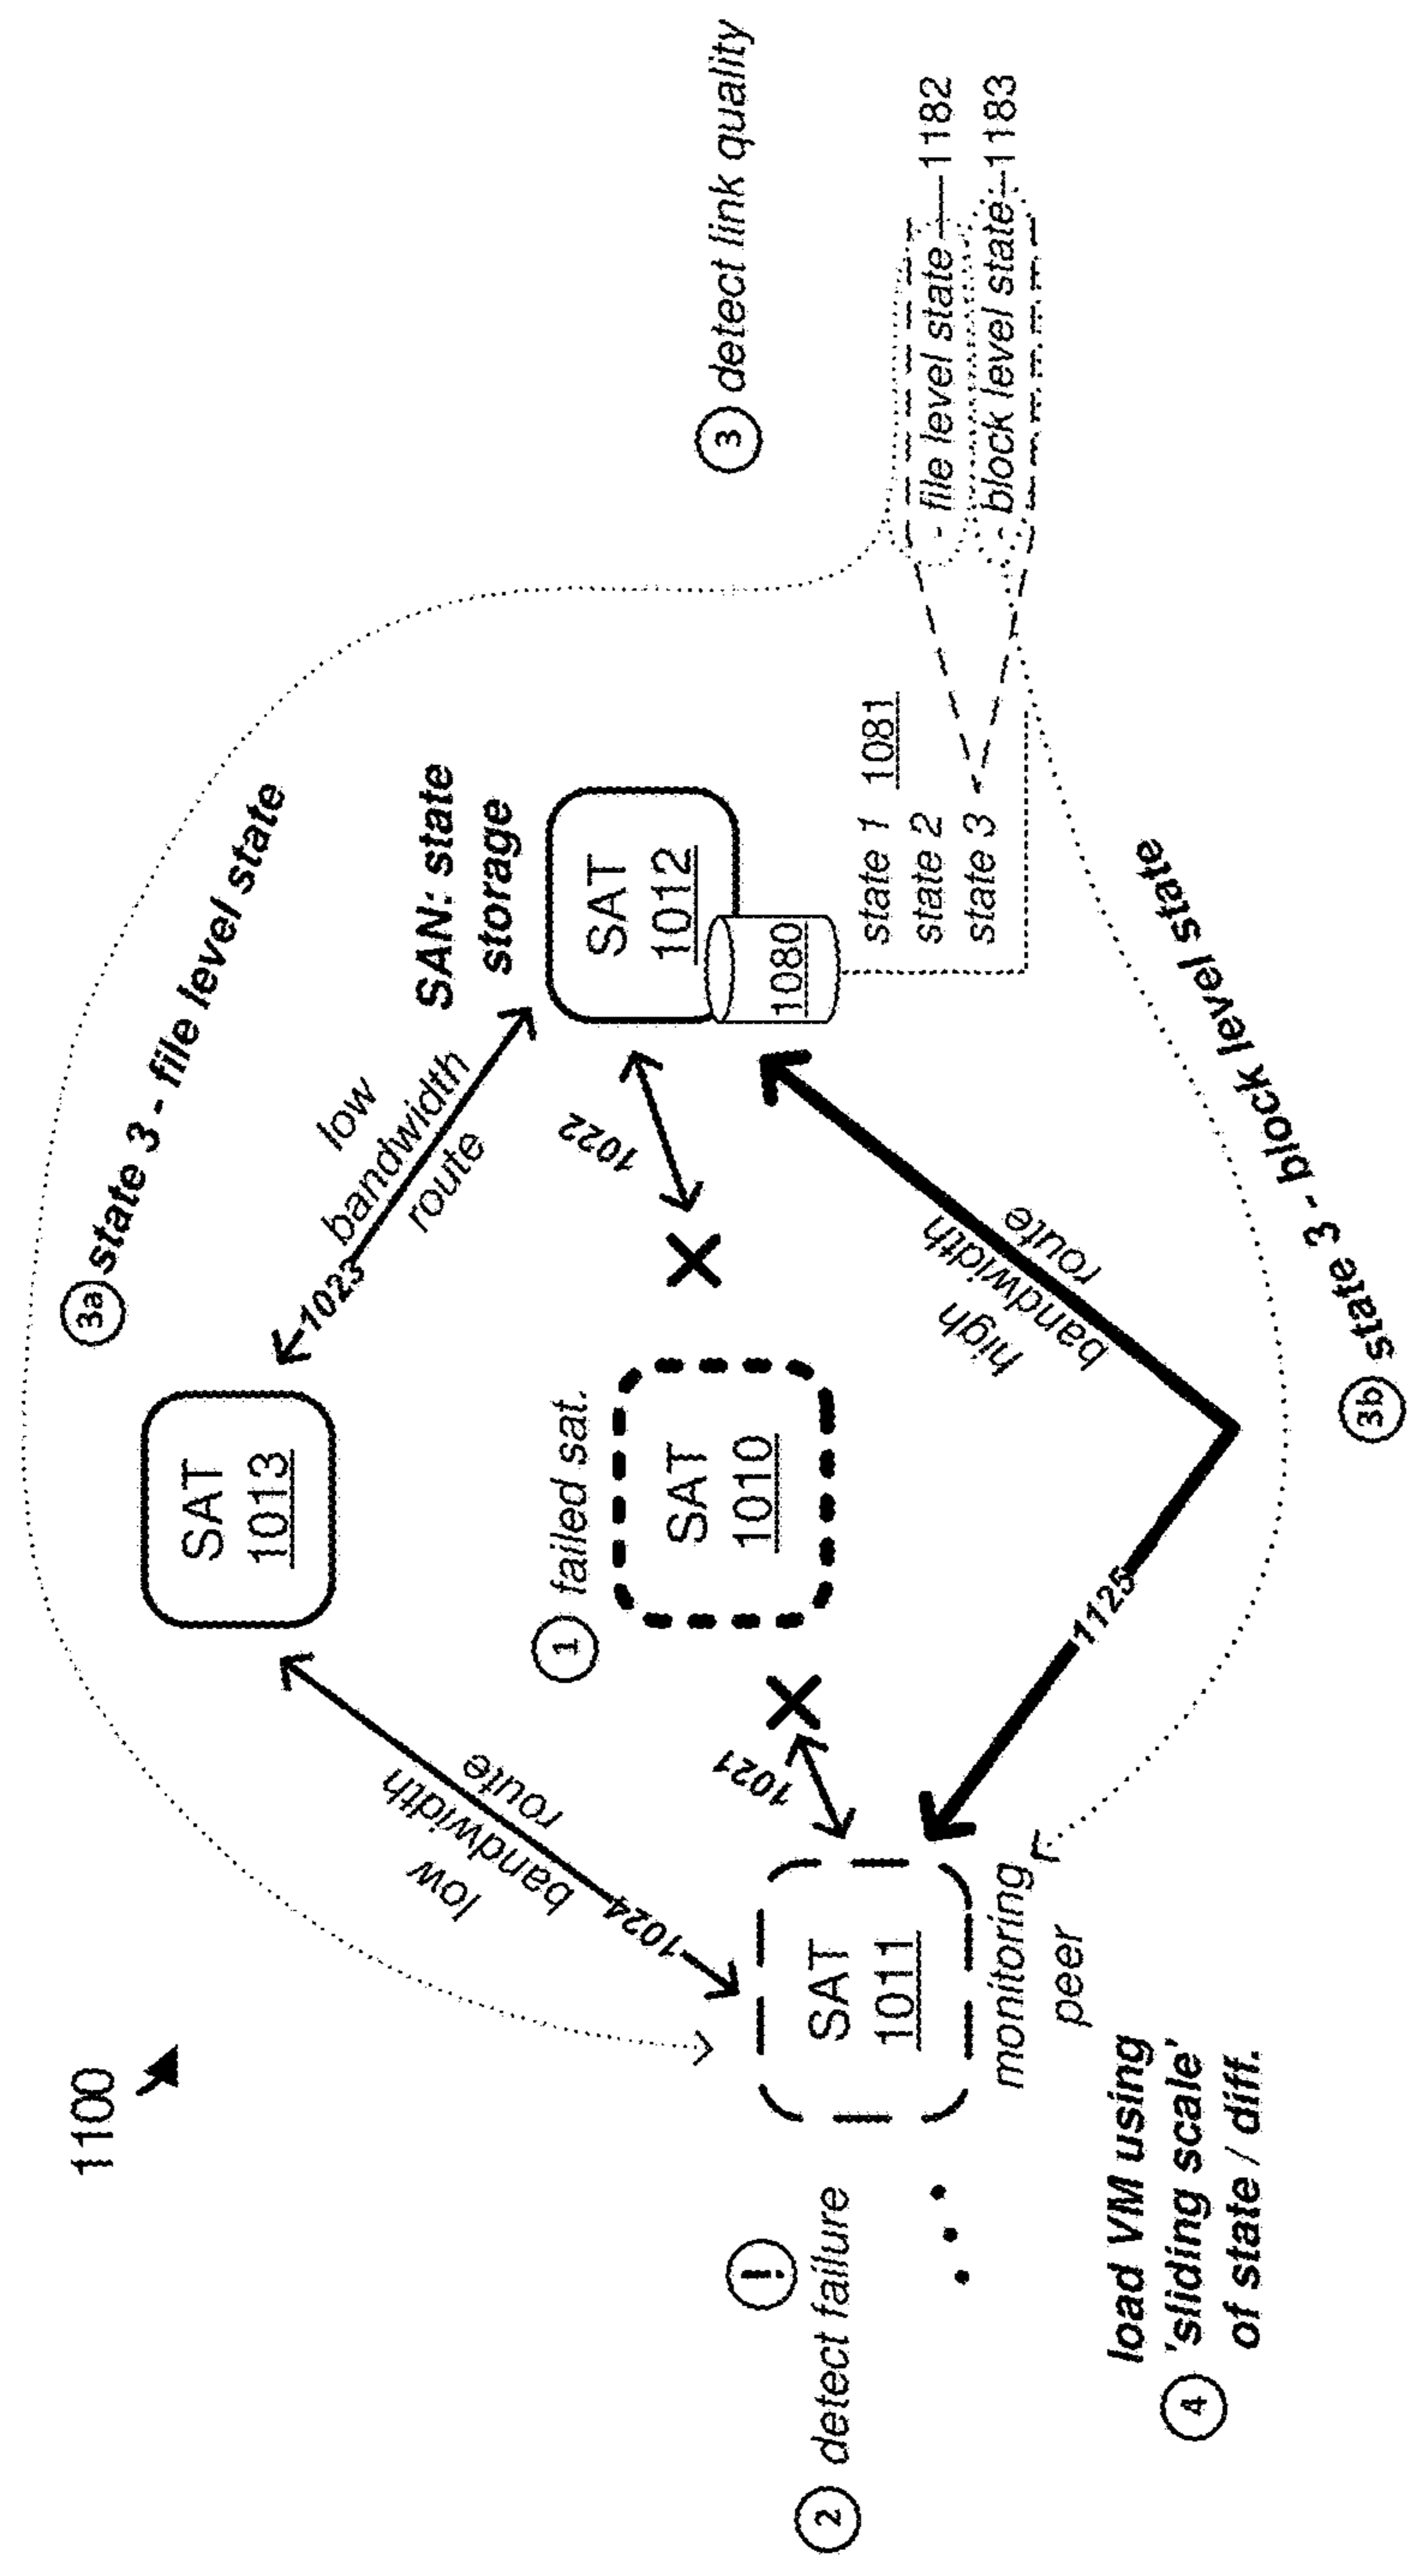 1100
3a state 3 - file level state
SAT
1013
low
bandwidth
route
1023
SAN: state
storage
3 detect link quality
low
bandwidth
route
1024
1 failed sat.
SAT
1010
1022
SAT
1012
1080
state 1 1081
state 2
state 3
- file level state 1182
- block level state 1183
!
2 detect failure
1021
SAT
1011
monitoring
peer
high
bandwidth
route
1125
3b state 3 - block level state
4 load VM using
'sliding scale'
of state / diff.